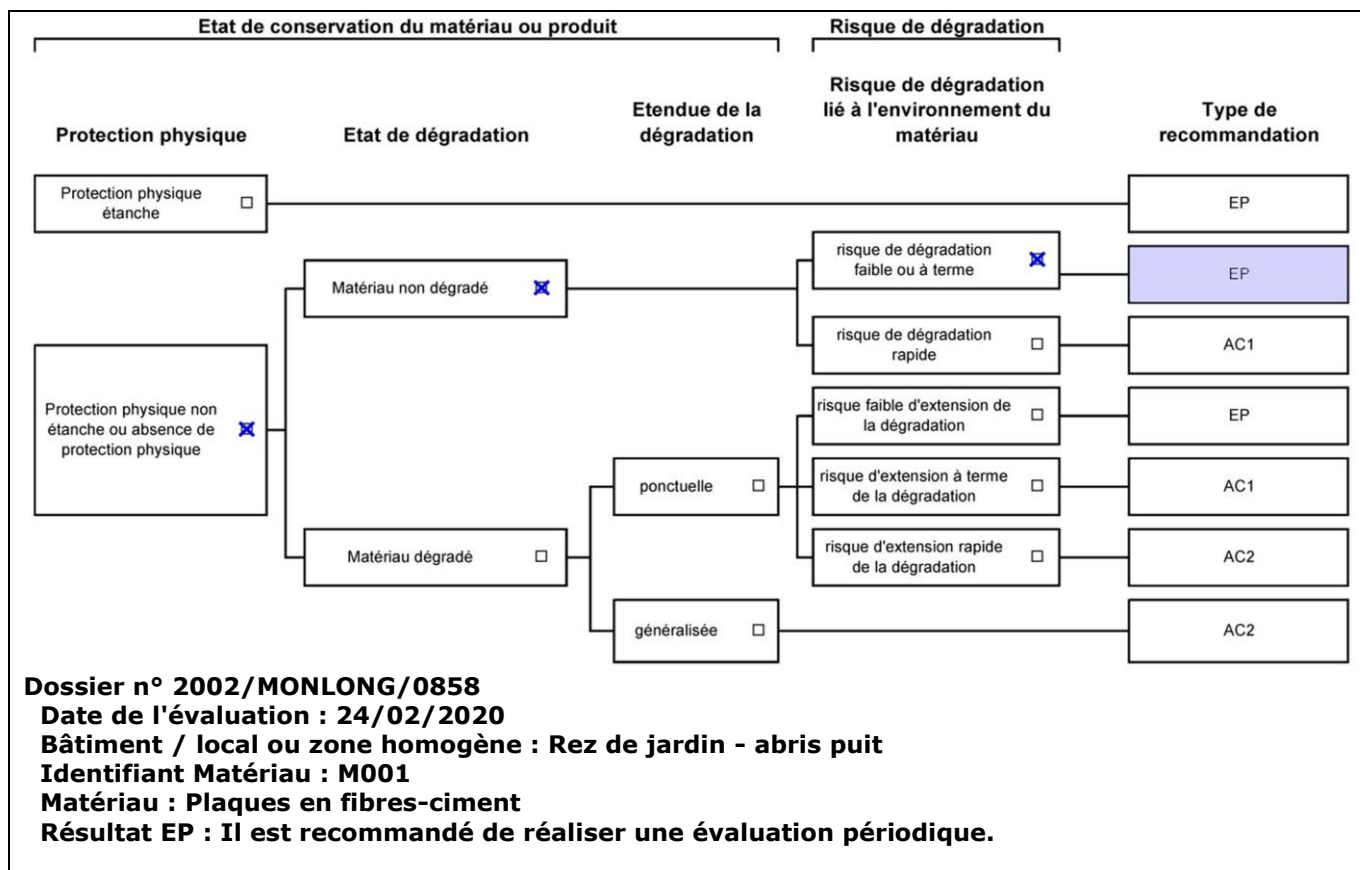 Etat de conservation du matériau ou produit
Risque de dégradation
Protection physique
Etat de dégradation
Etendue de la
dégradation
Risque de dégradation
lié à l'environnement du
matériau
Type de
recommandation
Protection physique
étanche
EP
risque de dégradation
faible ou à terme
EP
Matériau non dégradé
risque de dégradation
rapide
AC1
Protection physique non
étanche ou absence de
protection physique
risque faible d'extension de
la dégradation
EP
ponctuelle
risque d'extension à terme
de la dégradation
AC1
Matériau dégradé
risque d'extension rapide
de la dégradation
AC2
généralisée
AC2
Dossier n° 2002/MONLONG/0858
Date de l'évaluation : 24/02/2020
Bâtiment / local ou zone homogène : Rez de jardin - abris puit
Identifiant Matériau : M001
Matériau : Plaques en fibres-ciment
Résultat EP : Il est recommandé de réaliser une évaluation périodique.